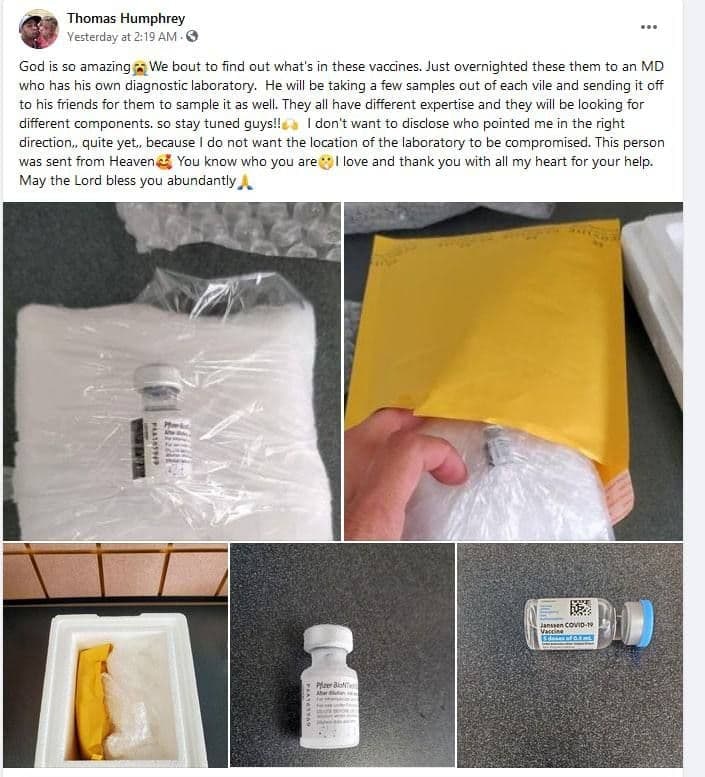 Thomas Humphrey
Yesterday at 2:19 AM ·
God is so amazing😭We bout to find out what's in these vaccines. Just overnighted these them to an MD
who has his own diagnostic laboratory.  He will be taking a few samples out of each vile and sending it off
to his friends for them to sample it as well. They all have different expertise and they will be looking for
different components. so stay tuned guys!!🙌  I don't want to disclose who pointed me in the right
direction,, quite yet,, because I do not want the location of the laboratory to be compromised. This person
was sent from Heaven🥰 You know who you are🤫I love and thank you with all my heart for your help.
May the Lord bless you abundantly🙏
Pfizer-BioNTech
After dilution
Janssen COVID-19
Vaccine
5 doses of 0.5 mL